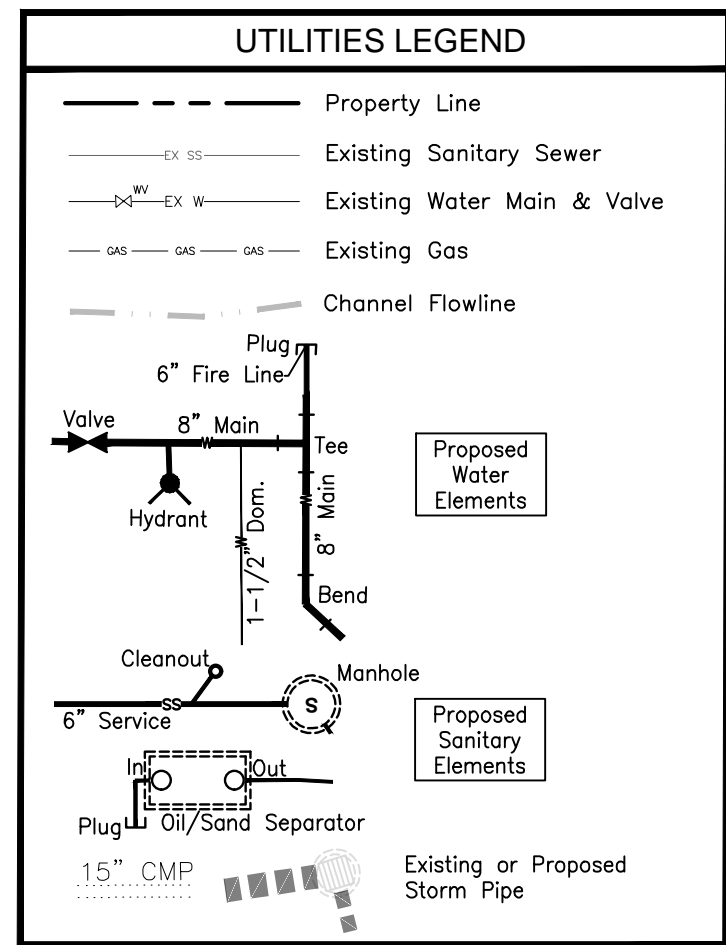 UTILITIES LEGEND
Property Line
EX SS
Existing Sanitary Sewer
WV
EX W
Existing Water Main & Valve
GAS GAS GAS
Existing Gas
Channel Flowline
Plug
6" Fire Line
Valve
8" Main
Tee
Proposed
Water
Elements
Hydrant
1-1/2" Dom.
8" Main
Bend
Cleanout
Manhole
SS
S
6" Service
Proposed
Sanitary
Elements
In
Out
Plug
Oil/Sand Separator
15" CMP
Existing or Proposed
Storm Pipe